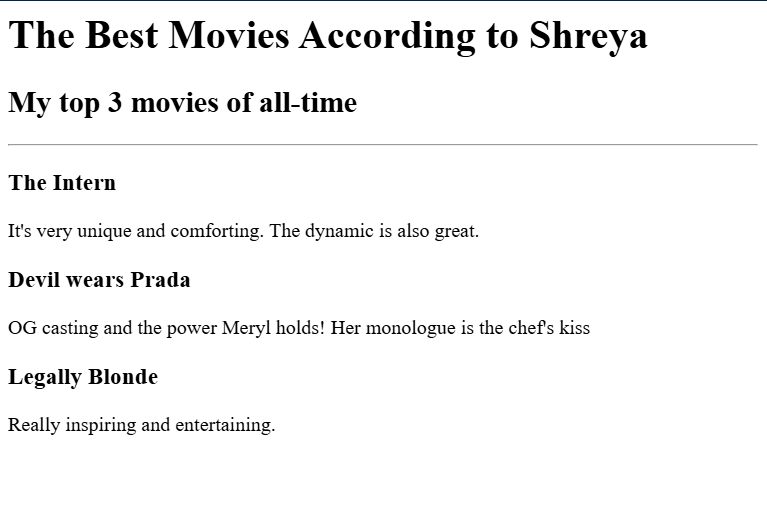 The Best Movies According to Shreya
My top 3 movies of all-time
The Intern
It's very unique and comforting. The dynamic is also great.
Devil wears Prada
OG casting and the power Meryl holds! Her monologue is the chef's kiss
Legally Blonde
Really inspiring and entertaining.